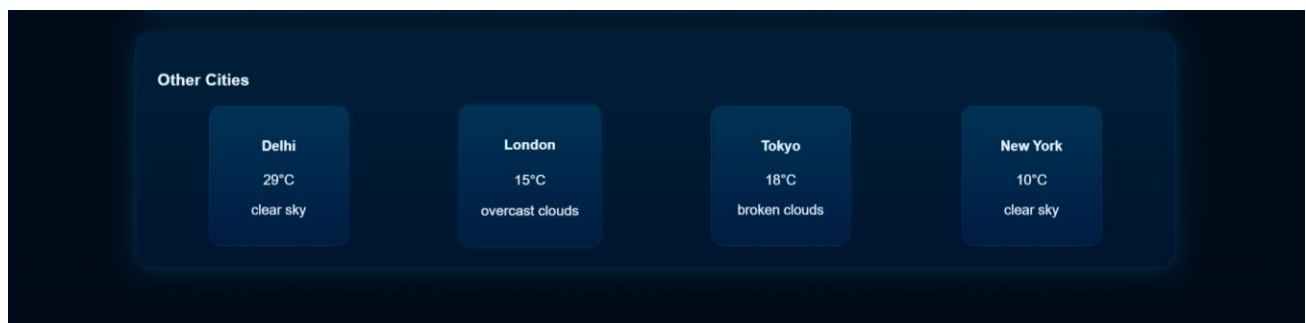 Other Cities
Delhi
29°C
clear sky
London
15°C
overcast clouds
Tokyo
18°C
broken clouds
New York
10°C
clear sky